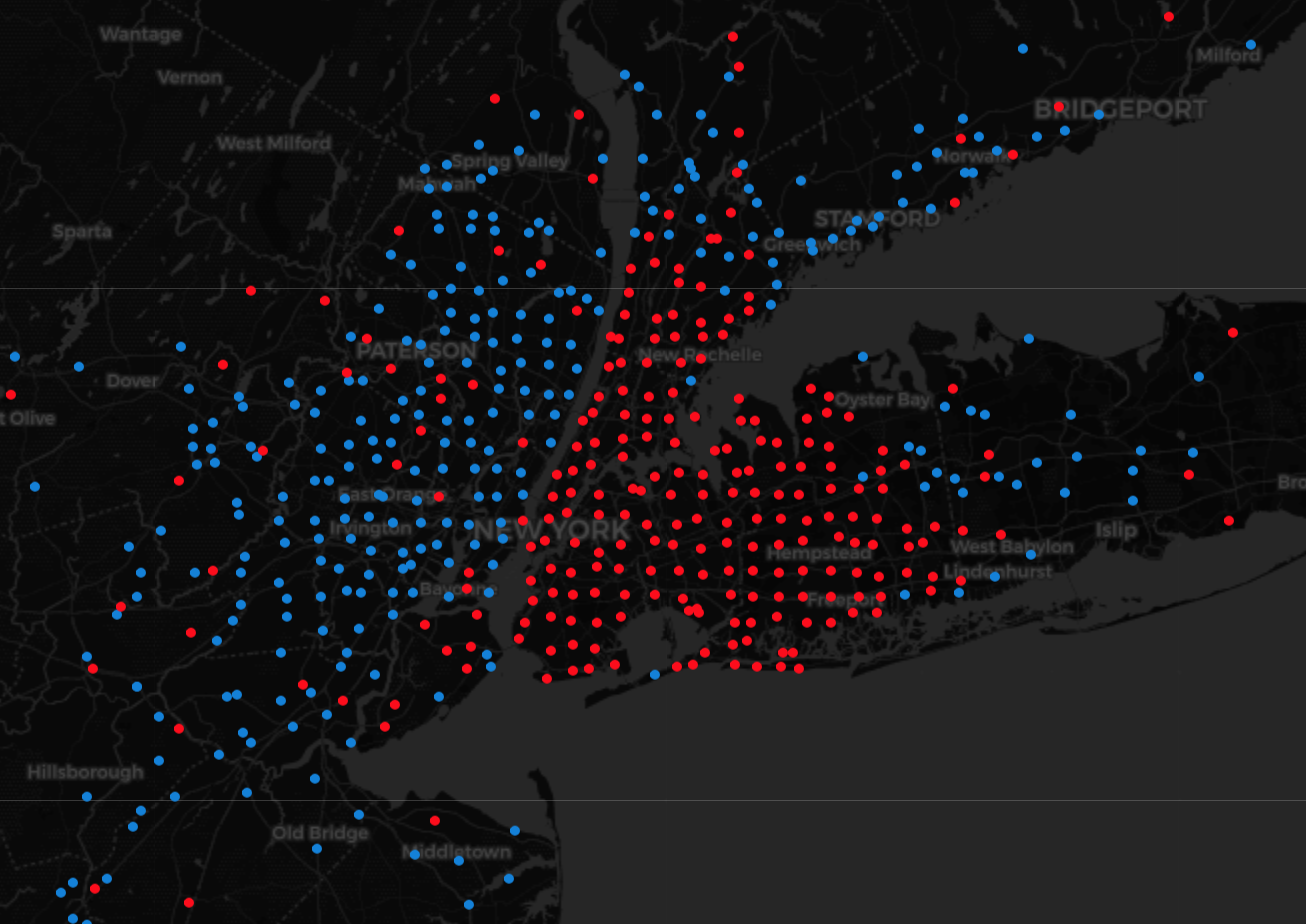 Wantage
Milford
Vernon
BRIDGEPORT
West Milford
Norwalk
Spring Valley
Mahwah
STAMFORD
Sparta
Greenwich
PATERSON
New Rochelle
Dover
Oyster Bay
t Olive
Bro
East Orange
NEW YORK
Irvington
Islip
West Babylon
Hempstead
Lindenhurst
Bayonne
Freeport
Hillsborough
Old Bridge
Middletown